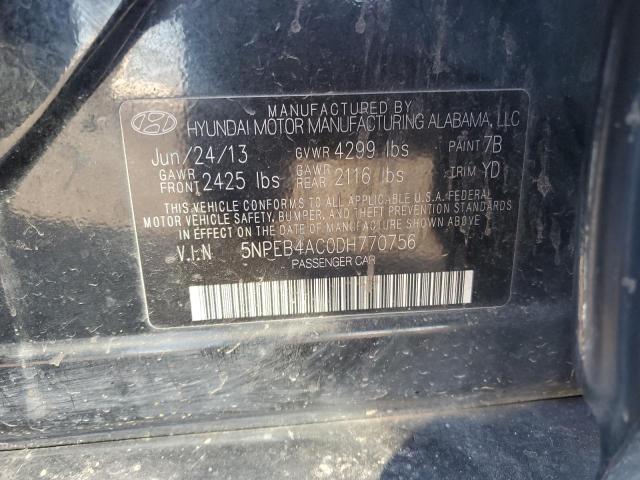 MANUFACTURED BY
HYUNDAI MOTOR MANUFACTURING ALABAMA, LLC
Jun/24/13 GVWR 4299 lbs PAINT 7B
GAWR FRONT 2425 lbs GAWR REAR 2116 lbs TRIM YD
THIS VEHICLE CONFORMS TO ALL APPLICABLE U.S.A. FEDERAL
MOTOR VEHICLE SAFETY, BUMPER, AND THEFT PREVENTION STANDARDS
IN EFFECT ON THE DATE OF MANUFACTURE SHOWN ABOVE.
V.I.N 5NPEB4AC0DH770756
PASSENGER CAR